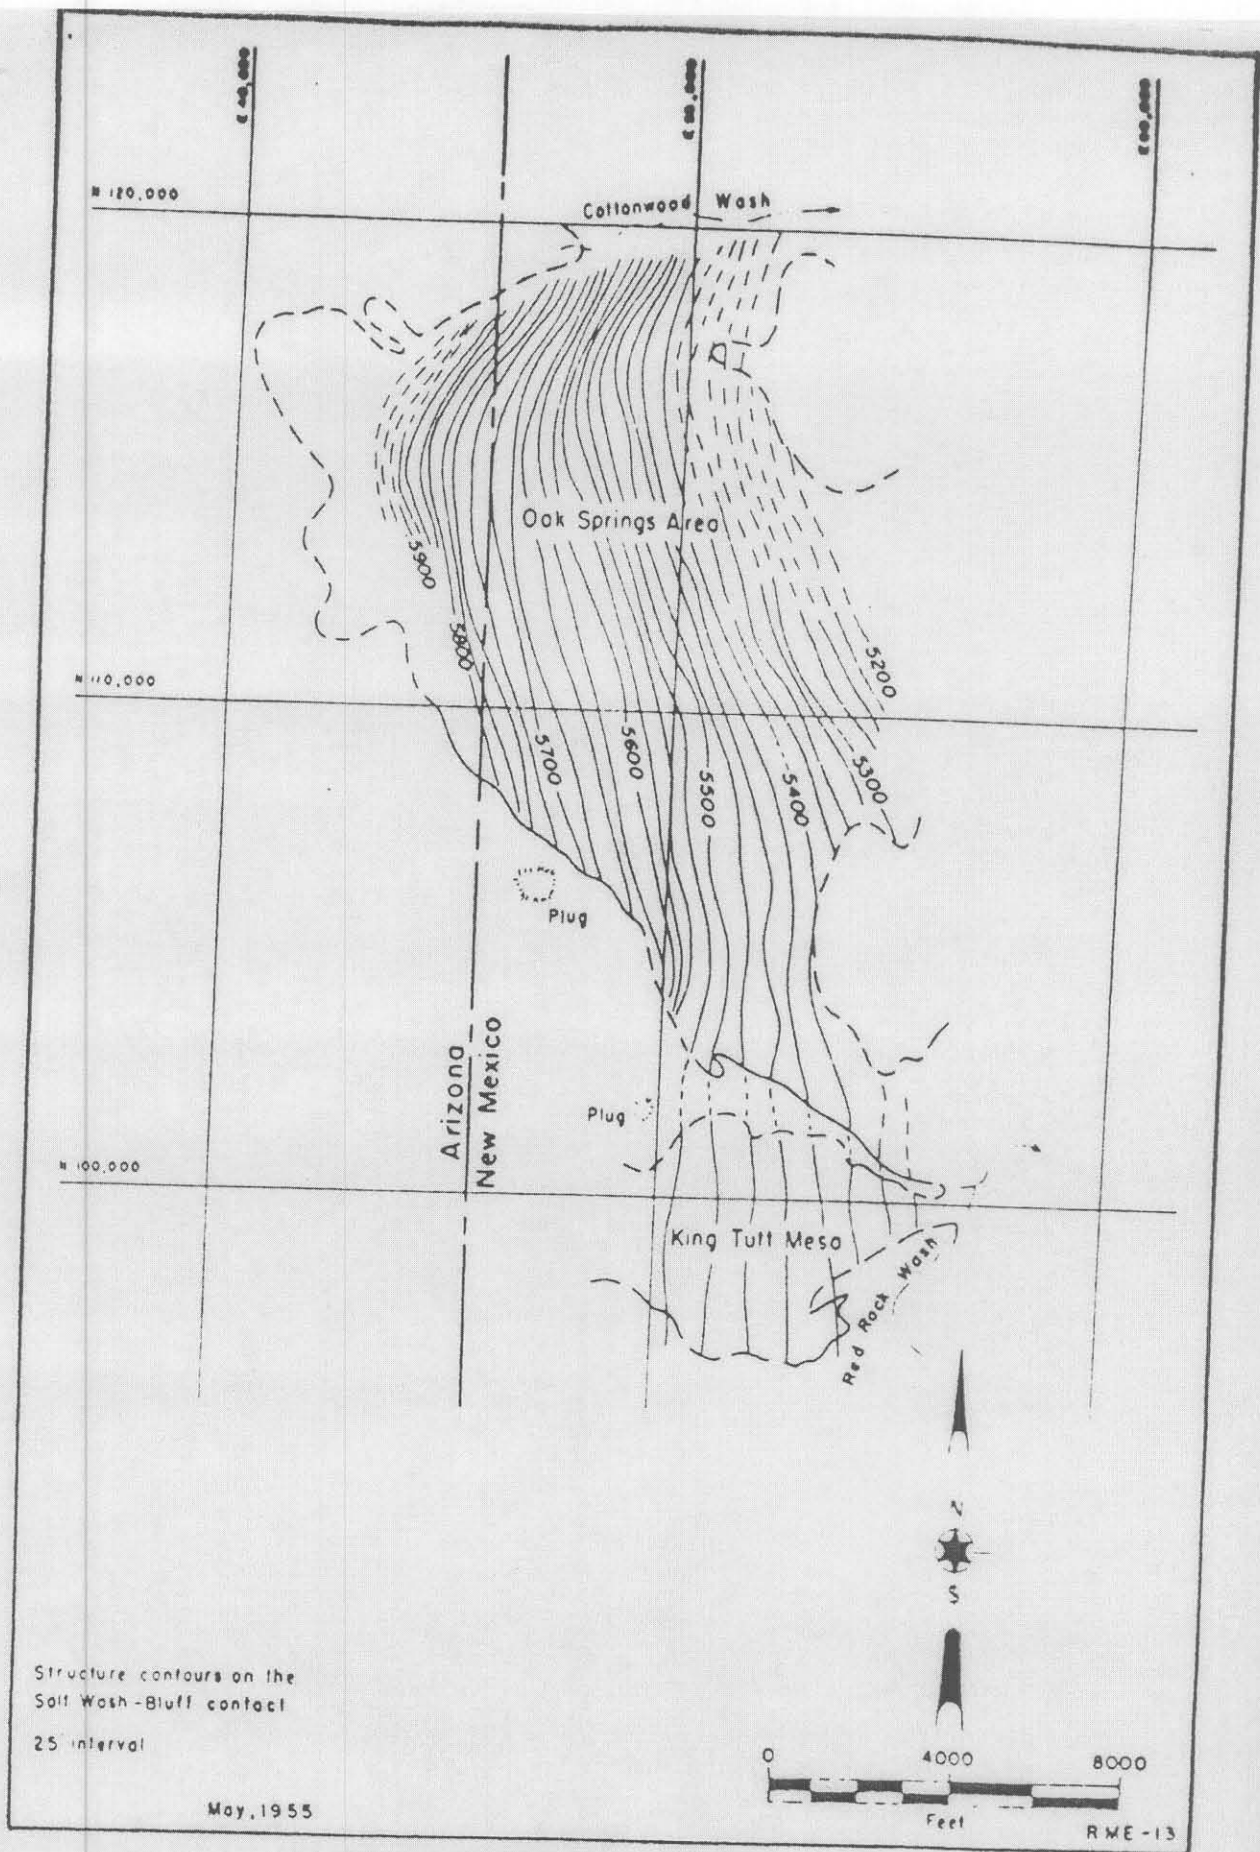 E 40,000
N 120,000
Cottonwood Wash
Oak Springs Area
5900
5800
5200
N 110,000
5700
5600
5500
5400
5300
Plug
Arizona
New Mexico
Plug
N 100,000
King Tutt Mesa
Red Rock Wash
N
S
Structure contours on the
Salt Wash-Bluff contact
25' interval
May, 1955
0 4000 8000
Feet
RME-13